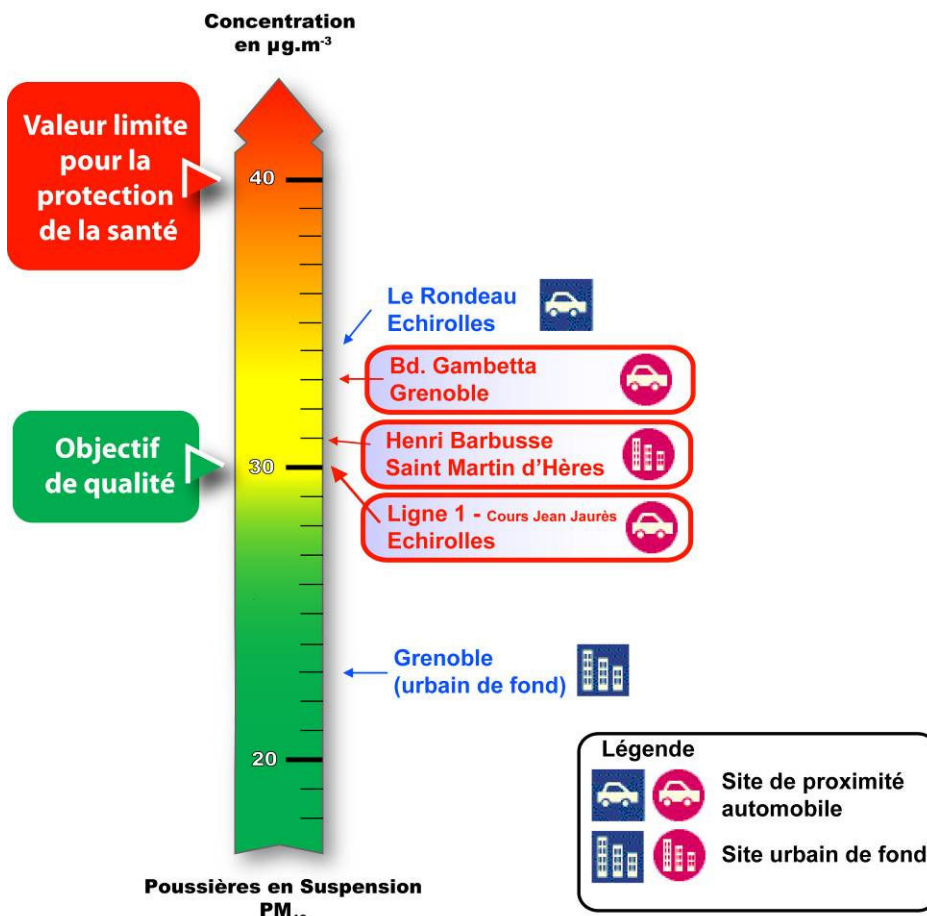 Concentration
en µg.m-3
Valeur limite
pour la
protection
de la santé
40
Le Rondeau
Echirolles
Bd. Gambetta
Grenoble
Objectif
de qualité
30
Henri Barbusse
Saint Martin d'Hères
Ligne 1 - Cours Jean Jaurès
Echirolles
Grenoble
(urbain de fond)
20
Légende
Site de proximité
automobile
Site urbain de fond
Poussières en Suspension
PM